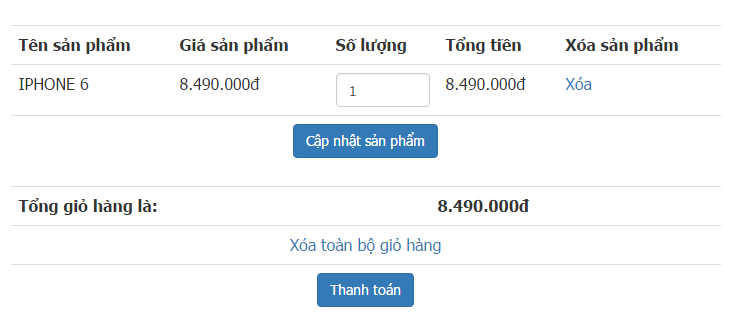 Tên sản phẩm Giá sản phẩm Số lượng Tổng tiền Xóa sản phẩm
IPHONE 6 8.490.000đ 1 8.490.000đ Xóa
Cập nhật sản phẩm
Tổng giỏ hàng là: 8.490.000đ
Xóa toàn bộ giỏ hàng
Thanh toán